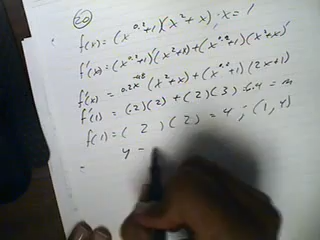 20
f(x) = (x^0.2 + 1)(x^2 + x), x = 1
f'(x) = (x^0.2 + 1)'(x^2 + x) + (x^0.2 + 1)(x^2 + x)'
f'(x) = 0.2x^-0.8 (x^2 + x) + (x^0.2 + 1)(2x + 1)
f'(1) = (.2)(2) + (2)(3) = 6.4 = m
f(1) = (2)(2) = 4; (1, 4)
y -